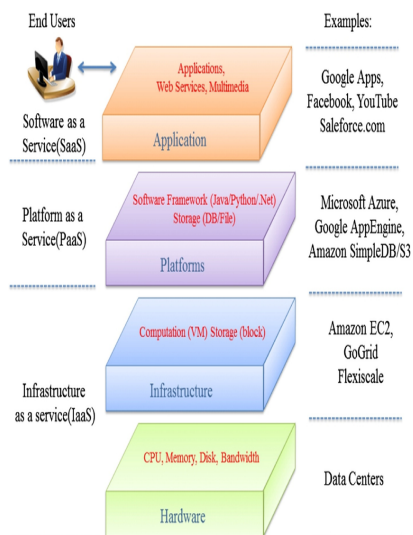 End Users
Examples:
Applications,
Web Services, Multimedia
Application
Software as a
Service(SaaS)
Google Apps,
Facebook, YouTube
Saleforce.com
Software Framework (Java/Python/.Net)
Storage (DB/File)
Platforms
Platform as a
Service(PaaS)
Microsoft Azure,
Google AppEngine,
Amazon SimpleDB/S3
Computation (VM) Storage (block)
Infrastructure
Infrastructure
as a service(IaaS)
Amazon EC2,
GoGrid
Flexiscale
CPU, Memory, Disk, Bandwidth
Hardware
Data Centers